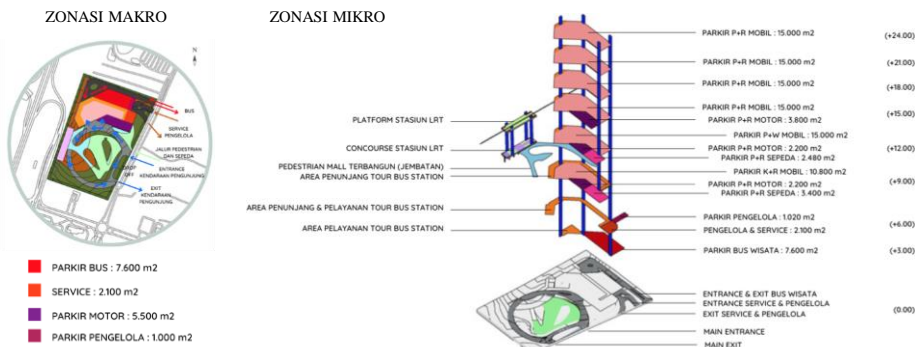 ZONASI MAKRO
ZONASI MIKRO
N
BUS
SERVICE
PENGELOLA
JALUR PEDESTRIAN
DAN SEPEDA
DROP
OFF
ENTRANCE
KENDARAAN PENGUNJUNG
EXIT
KENDARAAN
PENGUNJUNG
PARKIR BUS : 7.600 m2
SERVICE : 2.100 m2
PARKIR MOTOR : 5.500 m2
PARKIR PENGELOLA : 1.000 m2
PLATFORM STASIUN LRT
CONCOURSE STASIUN LRT
PEDESTRIAN MALL TERBANGUN (JEMBATAN)
AREA PENUNJANG TOUR BUS STATION
AREA PENUNJANG & PELAYANAN TOUR BUS STATION
AREA PELAYANAN TOUR BUS STATION
PARKIR P+R MOBIL : 15.000 m2
(+24.00)
PARKIR P+R MOBIL : 15.000 m2
(+21.00)
PARKIR P+R MOBIL : 15.000 m2
(+18.00)
PARKIR P+R MOBIL : 15.000 m2
(+15.00)
PARKIR P+R MOTOR : 3.800 m2
PARKIR P+W MOBIL : 15.000 m2
(+12.00)
PARKIR P+R MOTOR : 2.200 m2
PARKIR P+R SEPEDA : 2.480 m2
PARKIR K+R MOBIL : 10.800 m2
(+9.00)
PARKIR P+R MOTOR : 2.200 m2
PARKIR P+R SEPEDA : 3.400 m2
PARKIR PENGELOLA : 1.020 m2
(+6.00)
PENGELOLA & SERVICE : 2.100 m2
PARKIR BUS WISATA : 7.600 m2
(+3.00)
ENTRANCE & EXIT BUS WISATA
ENTRANCE SERVICE & PENGELOLA
(0.00)
EXIT SERVICE & PENGELOLA
MAIN ENTRANCE
MAIN EXIT